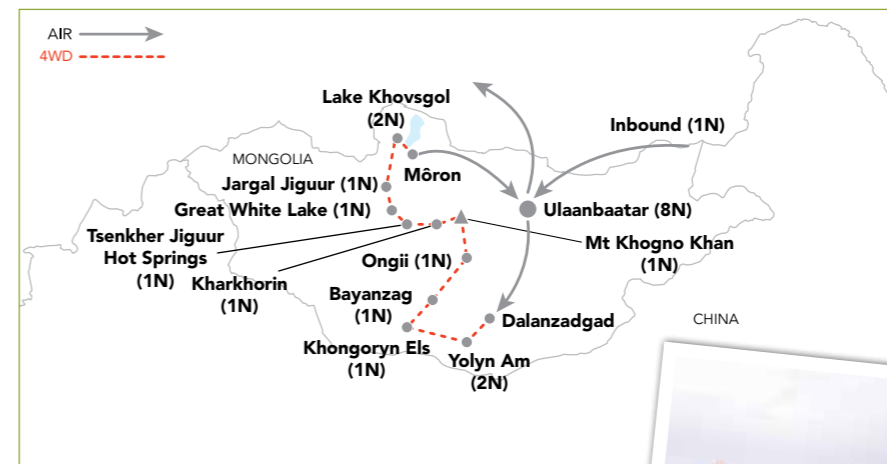 AIR
4WD
Lake Khovsgol
(2N)
Inbound (1N)
MONGOLIA
Môron
Jargal Jiguur (1N)
Great White Lake (1N)
Ulaanbaatar (8N)
Tsenkher Jiguur
Hot Springs
(1N)
Kharkhorin
(1N)
Mt Khogno Khan
(1N)
Ongii (1N)
Bayanzag
(1N)
Dalanzadgad
CHINA
Khongoryn Els
(1N)
Yolyn Am
(2N)